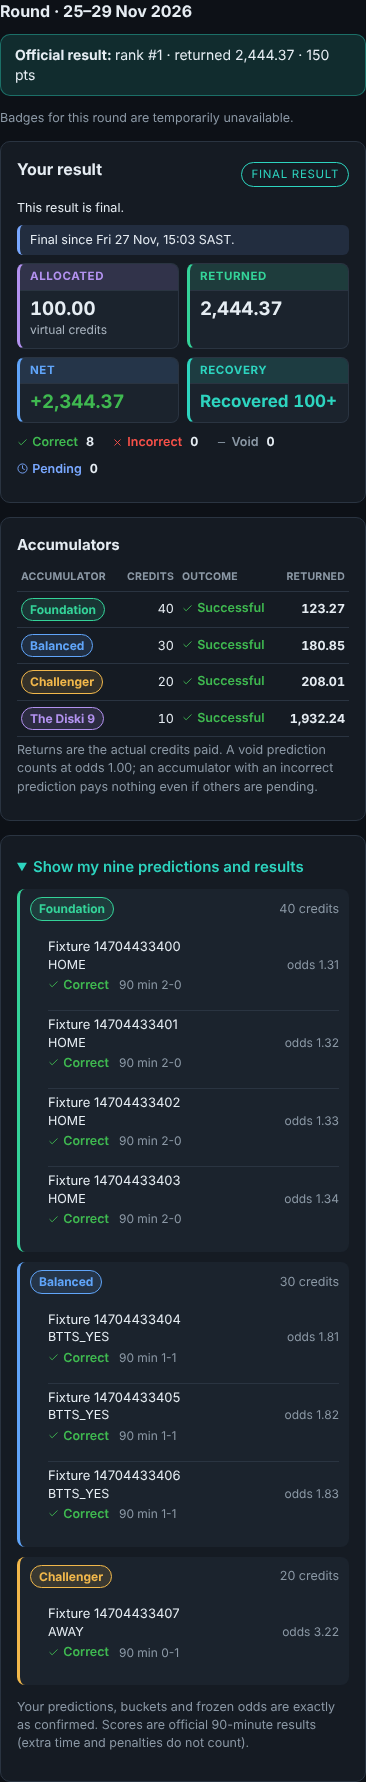 Round · 25–29 Nov 2026
Official result: rank #1 · returned 2,444.37 · 150
pts
Badges for this round are temporarily unavailable.
Your result
FINAL RESULT
This result is final.
Final since Fri 27 Nov, 15:03 SAST.
ALLOCATED
100.00
virtual credits
RETURNED
2,444.37
NET
+2,344.37
RECOVERY
Recovered 100+
✓ Correct 8 × Incorrect 0 – Void 0
Pending 0
Accumulators
ACCUMULATOR CREDITS OUTCOME RETURNED
Foundation 40 ✓ Successful 123.27
Balanced 30 ✓ Successful 180.85
Challenger 20 ✓ Successful 208.01
The Diski 9 10 ✓ Successful 1,932.24
Returns are the actual credits paid. A void prediction
counts at odds 1.00; an accumulator with an incorrect
prediction pays nothing even if others are pending.
▼ Show my nine predictions and results
Foundation 40 credits
Fixture 14704433400
HOME odds 1.31
✓ Correct 90 min 2-0
Fixture 14704433401
HOME odds 1.32
✓ Correct 90 min 2-0
Fixture 14704433402
HOME odds 1.33
✓ Correct 90 min 2-0
Fixture 14704433403
HOME odds 1.34
✓ Correct 90 min 2-0
Balanced 30 credits
Fixture 14704433404
BTTS_YES odds 1.81
✓ Correct 90 min 1-1
Fixture 14704433405
BTTS_YES odds 1.82
✓ Correct 90 min 1-1
Fixture 14704433406
BTTS_YES odds 1.83
✓ Correct 90 min 1-1
Challenger 20 credits
Fixture 14704433407
AWAY odds 3.22
✓ Correct 90 min 0-1
Your predictions, buckets and frozen odds are exactly
as confirmed. Scores are official 90-minute results
(extra time and penalties do not count).